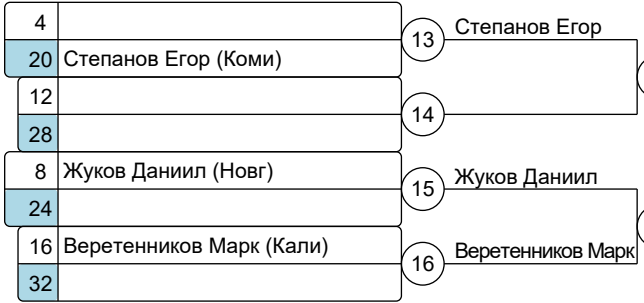 4
13 Степанов Егор
20 Степанов Егор (Коми)
12
14
28
8 Жуков Даниил (Новг)
15 Жуков Даниил
24
16 Веретенников Марк (Кали)
16 Веретенников Марк
32